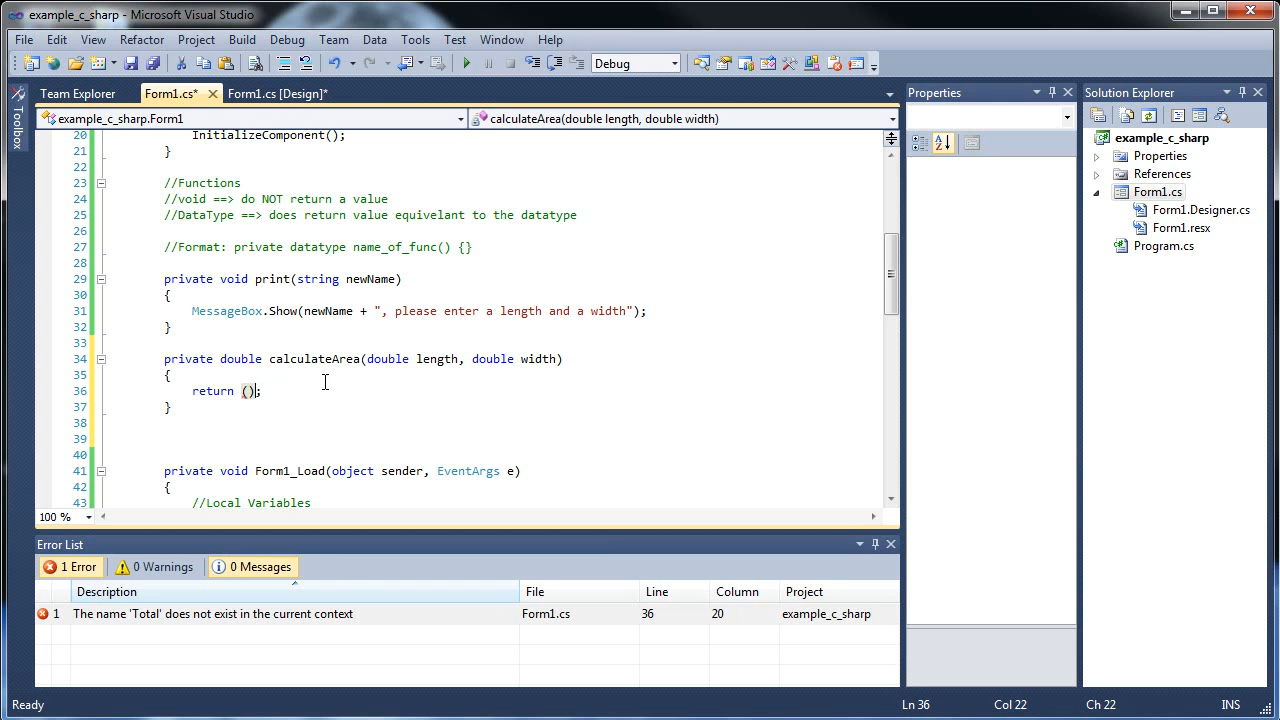 example_c_sharp - Microsoft Visual Studio
File Edit View Refactor Project Build Debug Team Data Tools Test Window Help
Debug
Toolbox
Team Explorer Form1.cs* Form1.cs [Design]*
example_c_sharp.Form1 calculateArea(double length, double width)
20 InitializeComponent();
21 }
22
23 //Functions
24 //void ==> do NOT return a value
25 //DataType ==> does return value equivelant to the datatype
26
27 //Format: private datatype name_of_func() {}
28
29 private void print(string newName)
30 {
31 MessageBox.Show(newName + ", please enter a length and a width");
32 }
33
34 private double calculateArea(double length, double width)
35 {
36 return ();
37 }
38
39
40
41 private void Form1_Load(object sender, EventArgs e)
42 {
43 //Local Variables
100 %
Properties
Solution Explorer
example_c_sharp
Properties
References
Form1.cs
Form1.Designer.cs
Form1.resx
Program.cs
Error List
1 Error 0 Warnings 0 Messages
Description File Line Column Project
1 The name 'Total' does not exist in the current context Form1.cs 36 20 example_c_sharp
Ready Ln 36 Col 22 Ch 22 INS